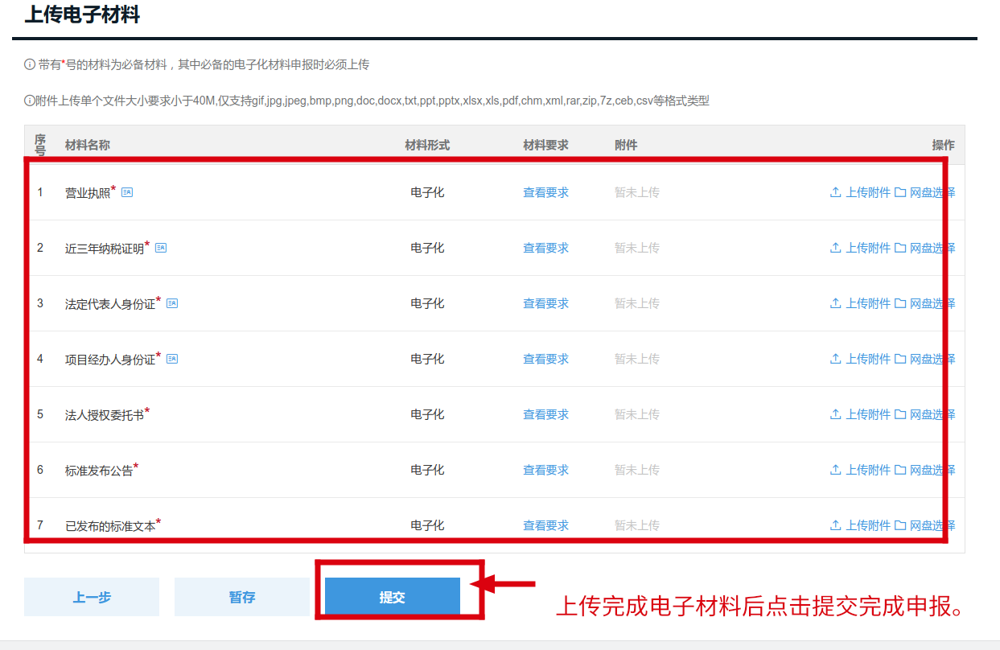 上传电子材料
带有*号的材料为必备材料，其中必备的电子化材料申报时必须上传
附件上传单个文件大小要求小于40M,仅支持gif,jpg,jpeg,bmp,png,doc,docx,txt,ppt,pptx,xlsx,xls,pdf,chm,xml,rar,zip,7z,ceb,csv等格式类型
序号 材料名称 材料形式 材料要求 附件 操作
1 营业执照* 电子化 查看要求 暂未上传 上传附件 网盘选择
2 近三年纳税证明* 电子化 查看要求 暂未上传 上传附件 网盘选择
3 法定代表人身份证* 电子化 查看要求 暂未上传 上传附件 网盘选择
4 项目经办人身份证* 电子化 查看要求 暂未上传 上传附件 网盘选择
5 法人授权委托书* 电子化 查看要求 暂未上传 上传附件 网盘选择
6 标准发布公告* 电子化 查看要求 暂未上传 上传附件 网盘选择
7 已发布的标准文本* 电子化 查看要求 暂未上传 上传附件 网盘选择
上一步 暂存 提交
上传完成电子材料后点击提交完成申报。